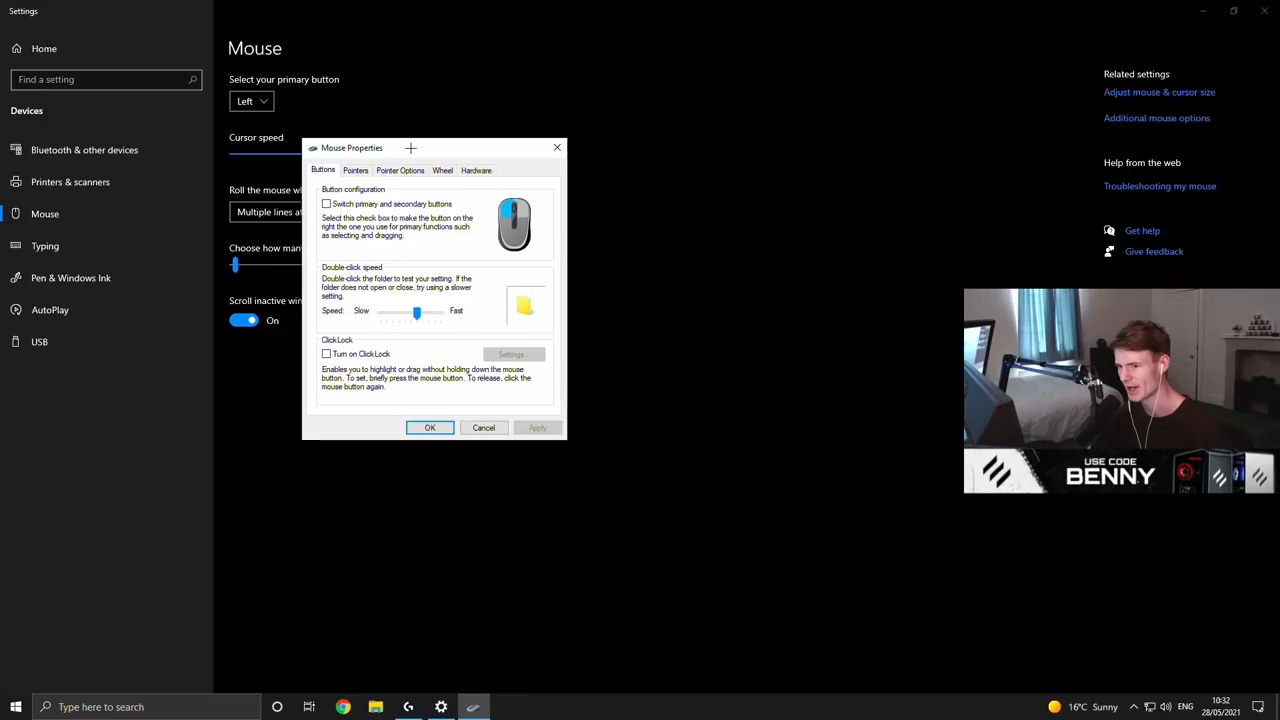 Settings
Home
Find a setting
Devices
Bluetooth & other devices
Printers & scanners
Mouse
Typing
Pen & Windows Ink
AutoPlay
USB
Mouse
Select your primary button
Left
Cursor speed
Roll the mouse wh
Multiple lines at
Choose how many
Scroll inactive win
On
Mouse Properties
Buttons
Pointers
Pointer Options
Wheel
Hardware
Button configuration
Switch primary and secondary buttons
Select this check box to make the button on the
right the one you use for primary functions such
as selecting and dragging.
Double-click speed
Double-click the folder to test your setting. If the
folder does not open or close, try using a slower
setting.
Speed: Slow Fast
ClickLock
Turn on ClickLock
Settings...
Enables you to highlight or drag without holding down the mouse
button. To set, briefly press the mouse button. To release, click the
mouse button again.
OK
Cancel
Apply
Related settings
Adjust mouse & cursor size
Additional mouse options
Help from the web
Troubleshooting my mouse
Get help
Give feedback
USE CODE
BENNY
Type here to search
16°C Sunny
ENG
10:32
28/05/2021